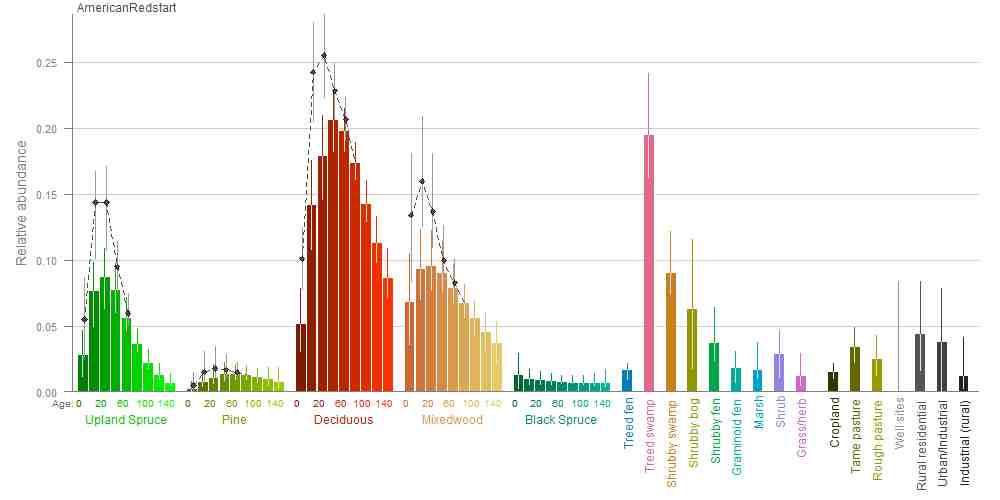 AmericanRedstart
Relative abundance
0.25
0.20
0.15
0.10
0.05
0.00
Age: 0 20 60 100 140 0 20 60 100 140 0 20 60 100 140 0 20 60 100 140 0 20 60 100 140
Upland Spruce Pine Deciduous Mixedwood Black Spruce
Treed fen
Treed swamp
Shrubby swamp
Shrubby bog
Shrubby fen
Graminoid fen
Marsh
Shrub
Grass/herb
Cropland
Tame pasture
Rough pasture
Well sites
Rural residential
Urban/Industrial
Industrial (rural)